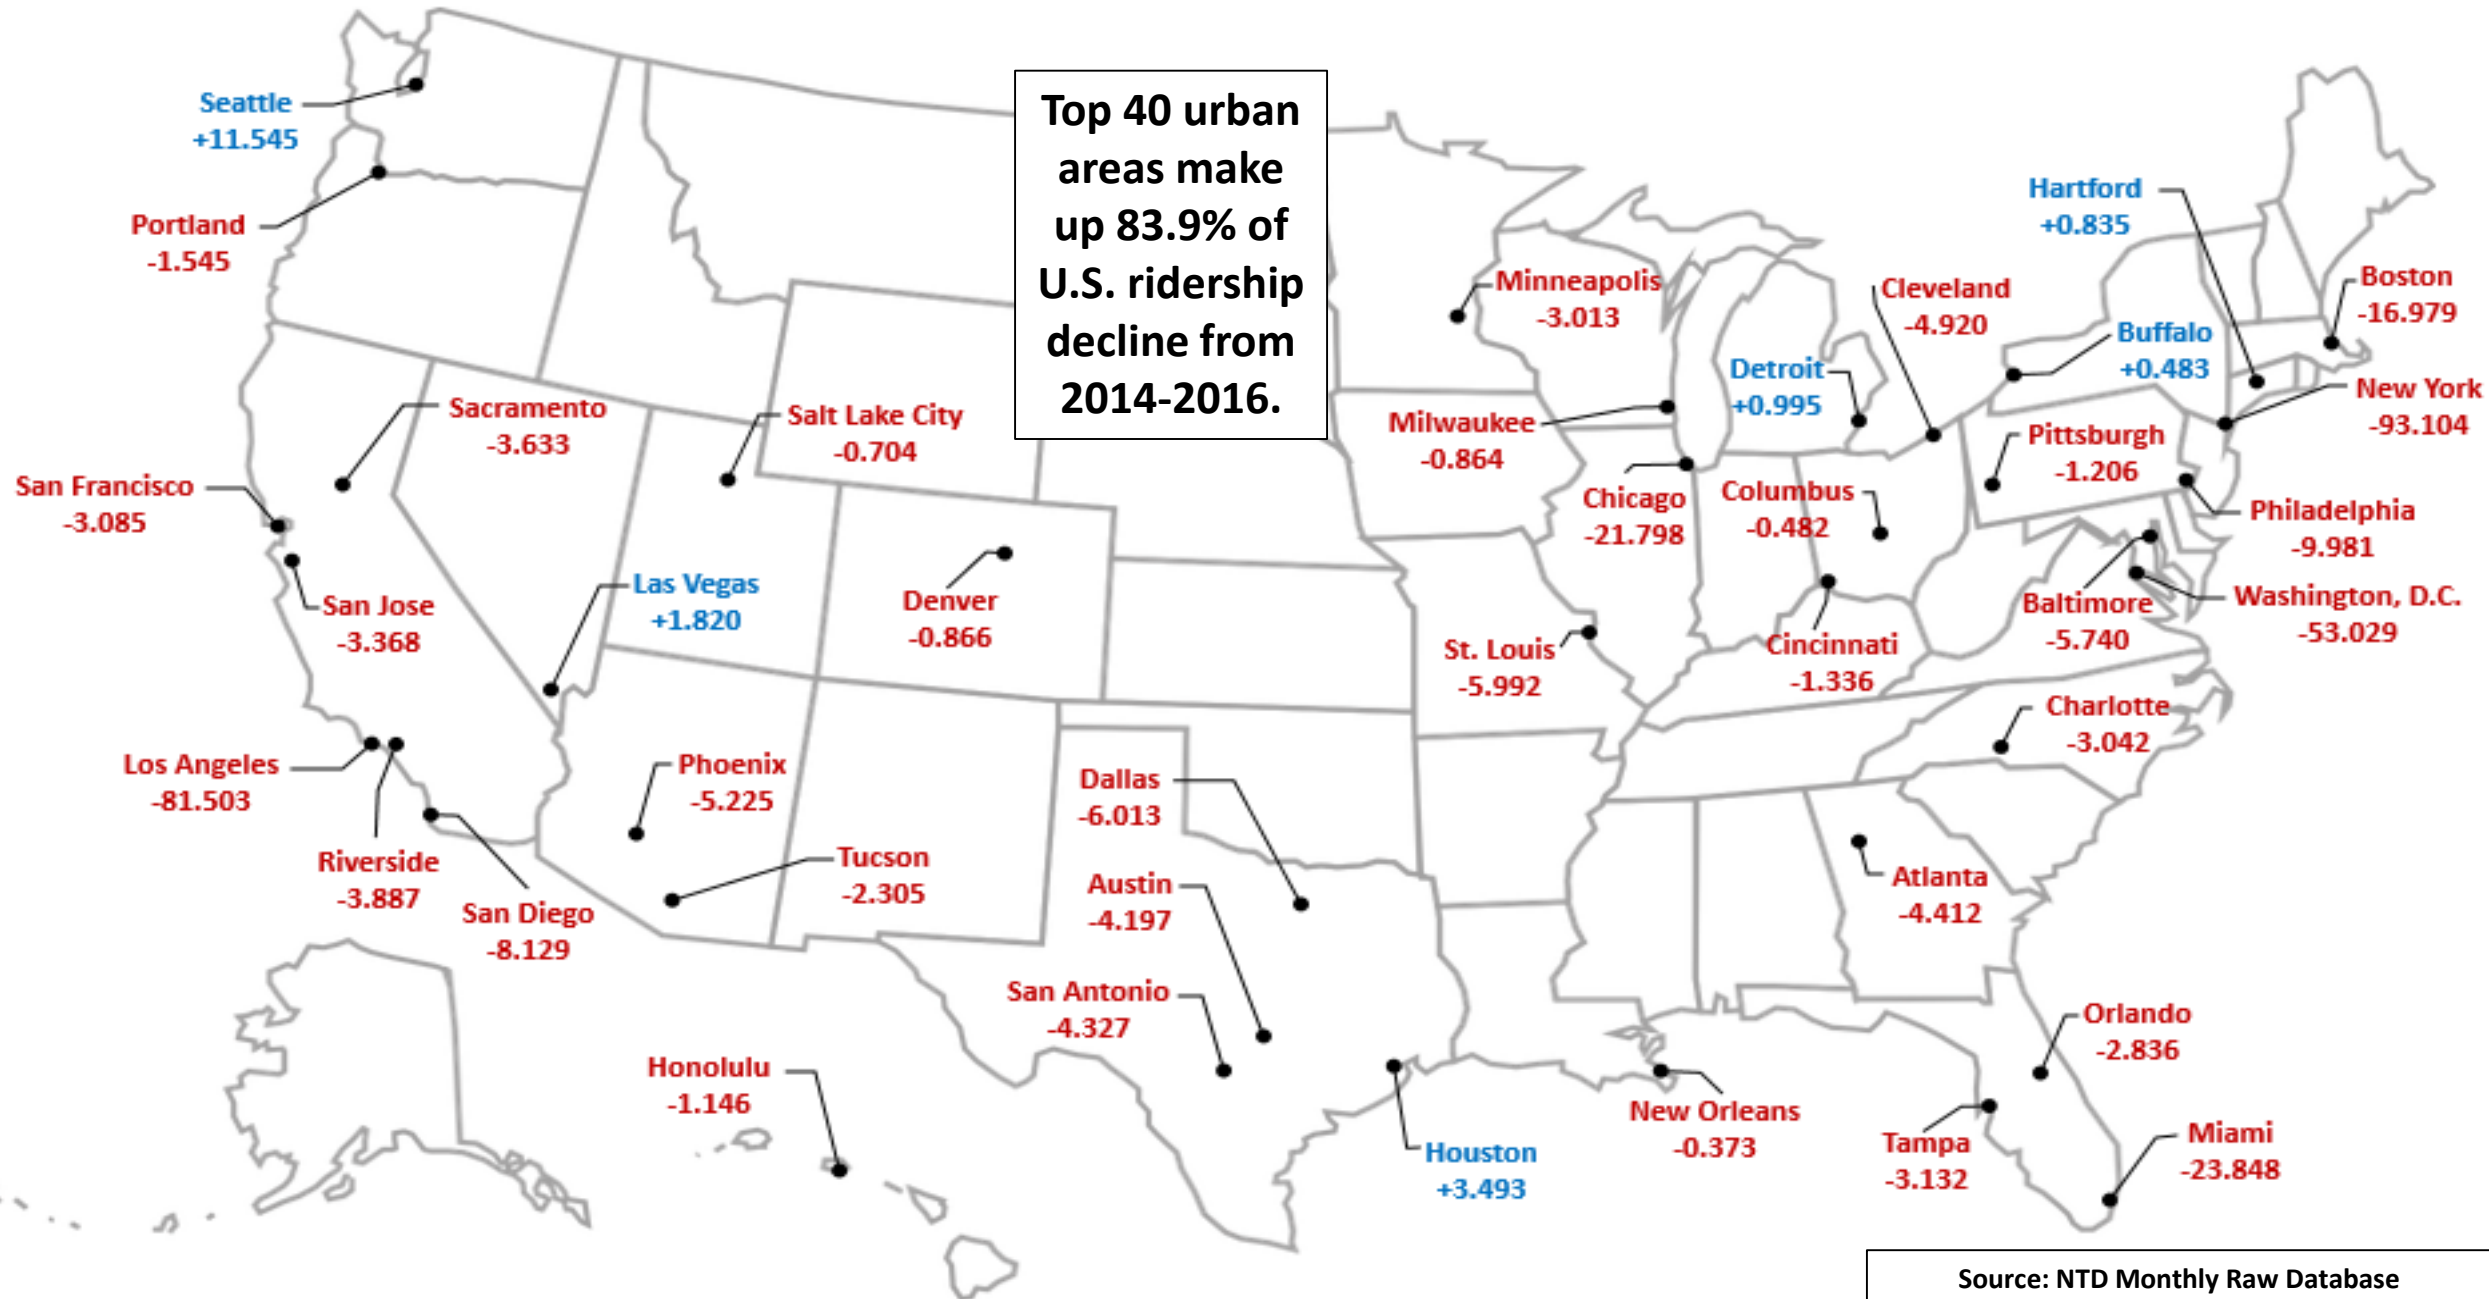 Top 40 urban
areas make
up 83.9% of
U.S. ridership
decline from
2014-2016.
Seattle
+11.545
Portland
-1.545
Sacramento
-3.633
San Francisco
-3.085
San Jose
-3.368
Salt Lake City
-0.704
Las Vegas
+1.820
Denver
-0.866
Los Angeles
-81.503
Riverside
-3.887
San Diego
-8.129
Phoenix
-5.225
Tucson
-2.305
Dallas
-6.013
Austin
-4.197
San Antonio
-4.327
Honolulu
-1.146
Houston
+3.493
New Orleans
-0.373
Minneapolis
-3.013
Milwaukee
-0.864
Chicago
-21.798
Detroit
+0.995
Columbus
-0.482
Cleveland
-4.920
Cincinnati
-1.336
St. Louis
-5.992
Hartford
+0.835
Buffalo
+0.483
Boston
-16.979
New York
-93.104
Pittsburgh
-1.206
Philadelphia
-9.981
Baltimore
-5.740
Washington, D.C.
-53.029
Charlotte
-3.042
Atlanta
-4.412
Orlando
-2.836
Tampa
-3.132
Miami
-23.848
Source: NTD Monthly Raw Database